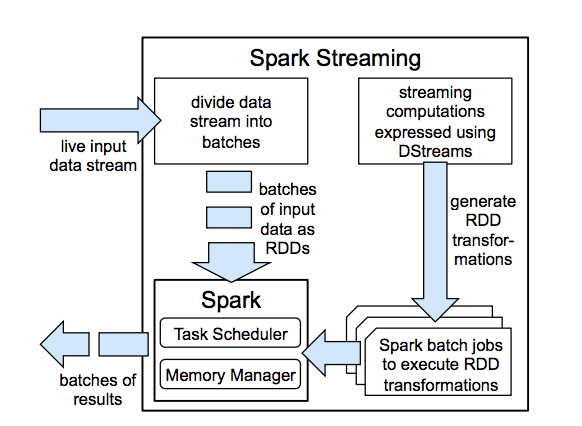 Spark Streaming
divide data
stream into
batches
streaming
computations
expressed using
DStreams
live input
data stream
batches
of input
data as
RDDs
generate
RDD
transfor-
mations
Spark
Task Scheduler
Memory Manager
Spark batch jobs
to execute RDD
transformations
batches of
results